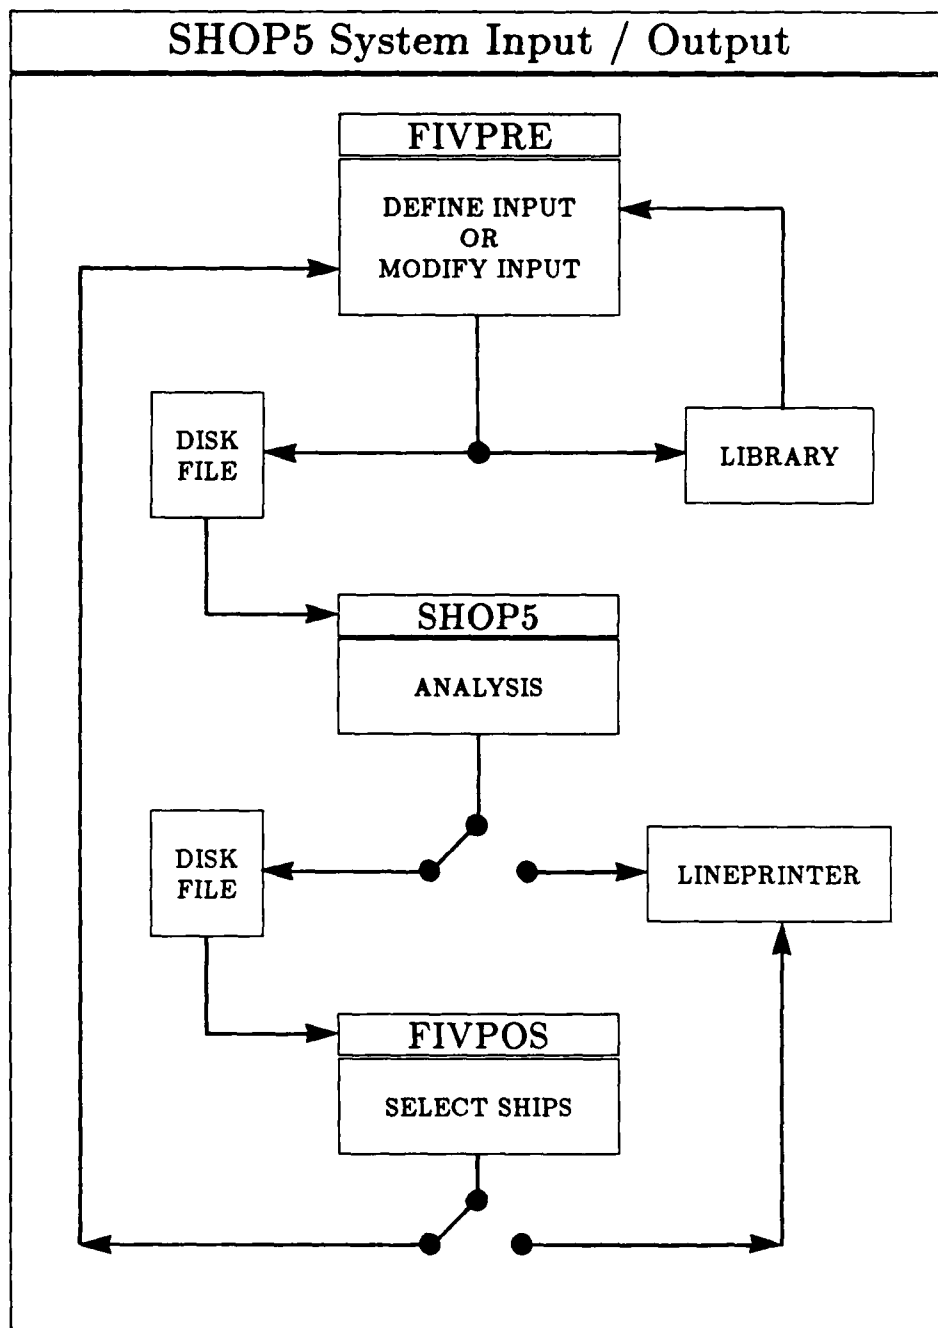 SHOP5 System Input / Output
FIVPRE
DEFINE INPUT
OR
MODIFY INPUT
DISK
FILE
LIBRARY
SHOP5
ANALYSIS
DISK
FILE
LINEPRINTER
FIVPOS
SELECT SHIPS